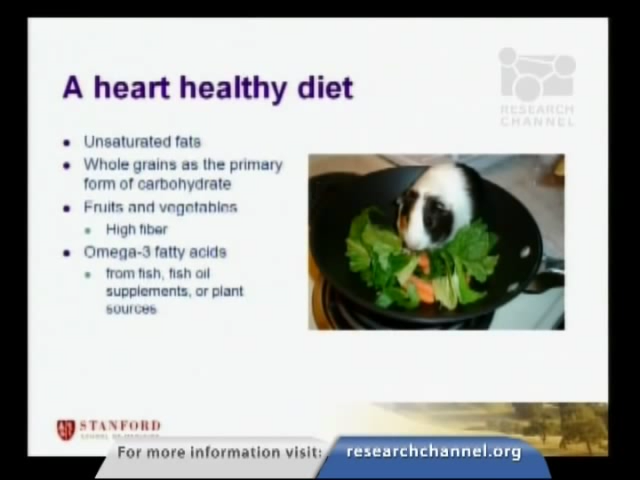 A heart healthy diet
RESEARCH
CHANNEL
Unsaturated fats
Whole grains as the primary
form of carbohydrate
Fruits and vegetables
High fiber
Omega-3 fatty acids
from fish, fish oil
supplements, or plant
sources
STANFORD
SCHOOL OF MEDICINE
For more information visit:
researchchannel.org